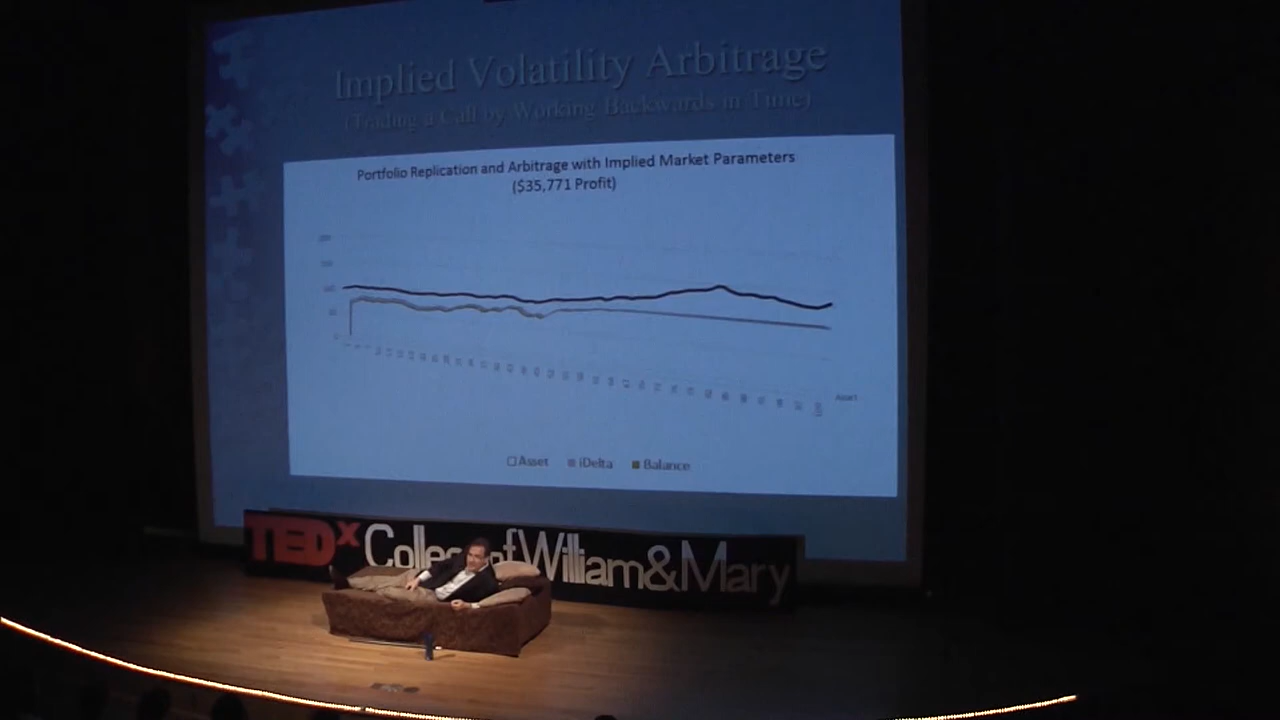 Implied Volatility Arbitrage
(Trading a Call by Working Backwards in Time)
Portfolio Replication and Arbitrage with Implied Market Parameters
($35,771 Profit)
Asset
Asset iDelta Balance
TEDx College of William & Mary